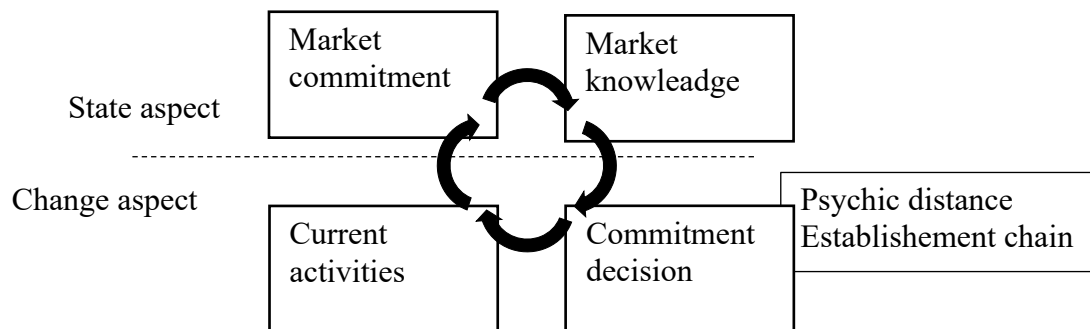 Market
commitment
Market
knowleadge
State aspect
Change aspect
Current
activities
Commitment
decision
Psychic distance
Establishement chain